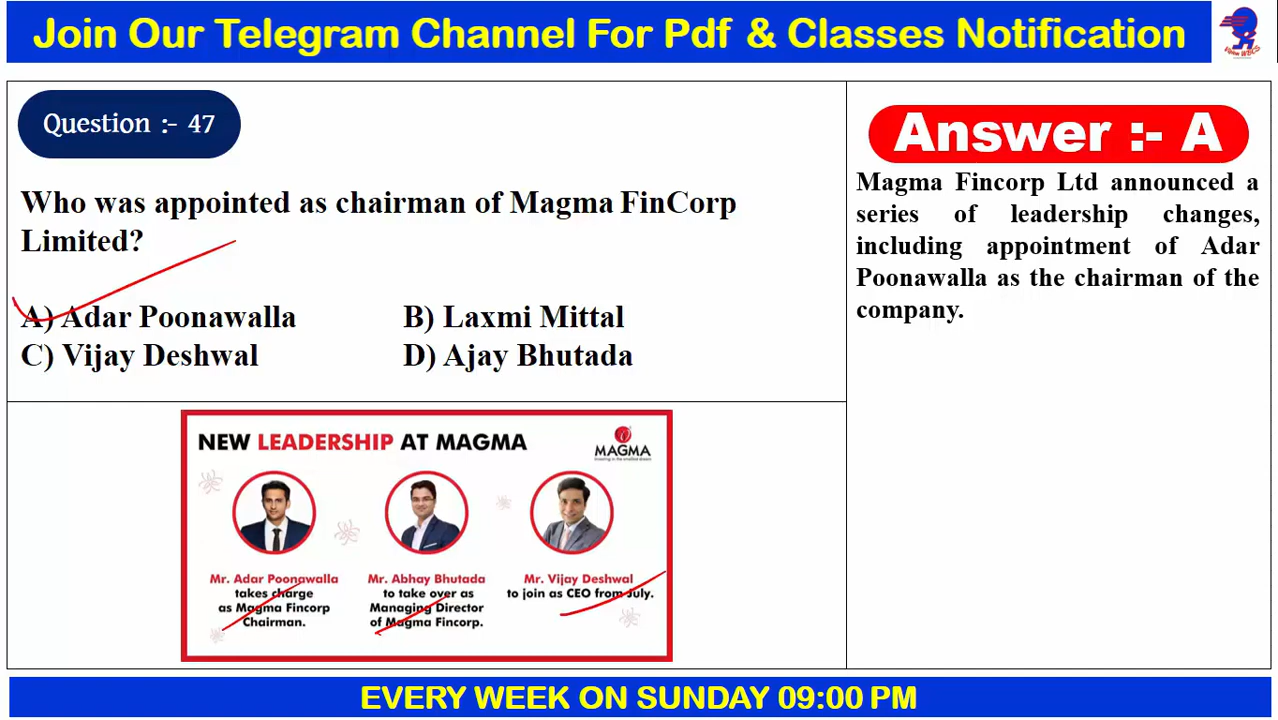 Join Our Telegram Channel For Pdf & Classes Notification
Question :- 47
Who was appointed as chairman of Magma FinCorp
Limited?
A) Adar Poonawalla
B) Laxmi Mittal
C) Vijay Deshwal
D) Ajay Bhutada
Answer :- A
Magma Fincorp Ltd announced a
series of leadership changes,
including appointment of Adar
Poonawalla as the chairman of the
company.
NEW LEADERSHIP AT MAGMA
MAGMA
Mr. Adar Poonawalla
takes charge
as Magma Fincorp
Chairman.
Mr. Abhay Bhutada
to take over as
Managing Director
of Magma Fincorp.
Mr. Vijay Deshwal
to join as CEO from July.
EVERY WEEK ON SUNDAY 09:00 PM